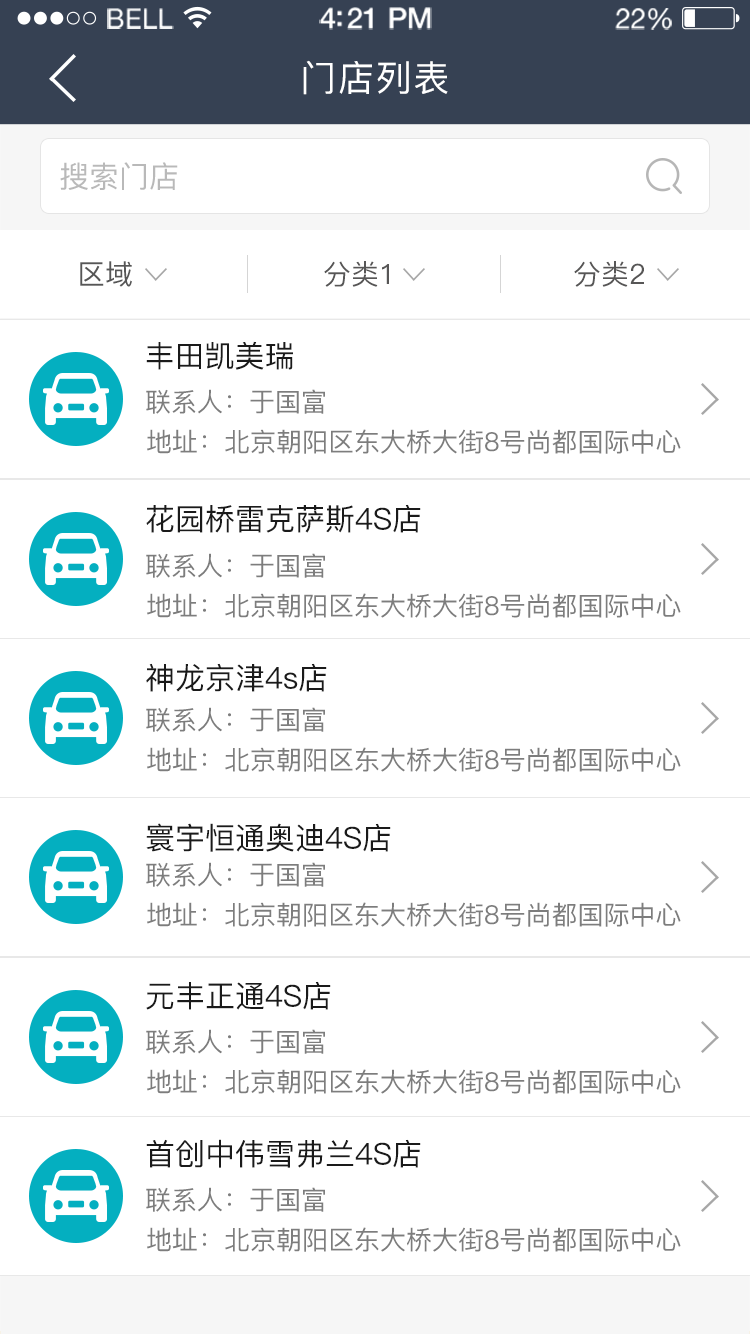 BELL 4:21 PM 22%
门店列表
搜索门店
区域 分类1 分类2
丰田凯美瑞
联系人：于国富
地址：北京朝阳区东大桥大街8号尚都国际中心
花园桥雷克萨斯4S店
联系人：于国富
地址：北京朝阳区东大桥大街8号尚都国际中心
神龙京津4s店
联系人：于国富
地址：北京朝阳区东大桥大街8号尚都国际中心
寰宇恒通奥迪4S店
联系人：于国富
地址：北京朝阳区东大桥大街8号尚都国际中心
元丰正通4S店
联系人：于国富
地址：北京朝阳区东大桥大街8号尚都国际中心
首创中伟雪弗兰4S店
联系人：于国富
地址：北京朝阳区东大桥大街8号尚都国际中心